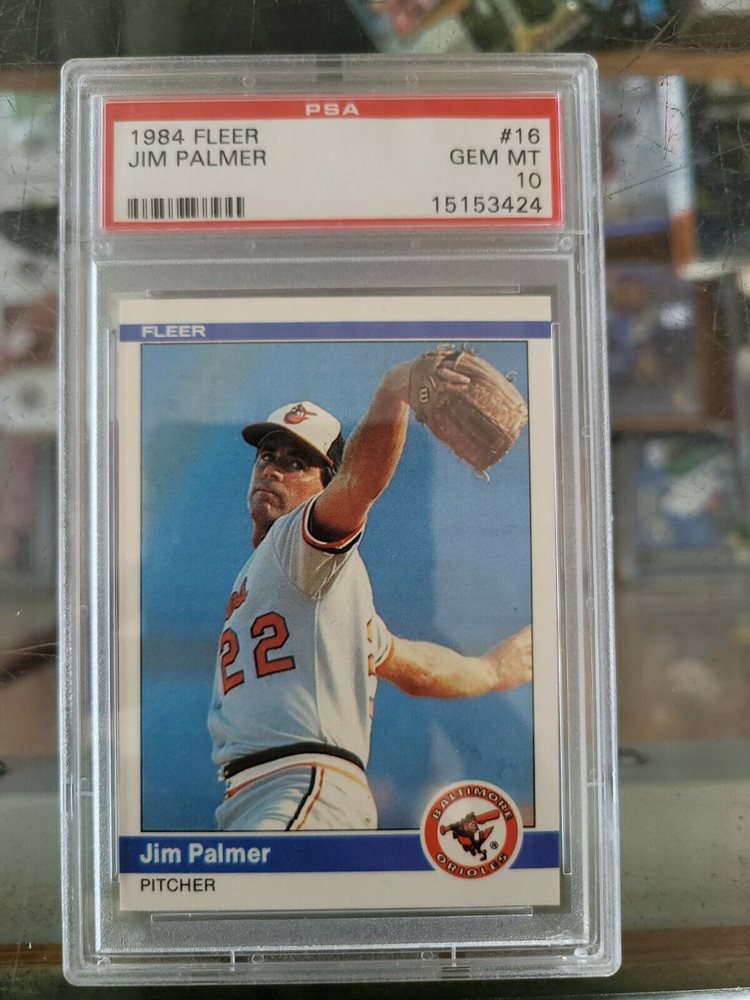 PSA
1984 FLEER #16
JIM PALMER GEM MT
10
15153424
FLEER
22
BALTIMORE
ORIOLES
®
Jim Palmer
PITCHER